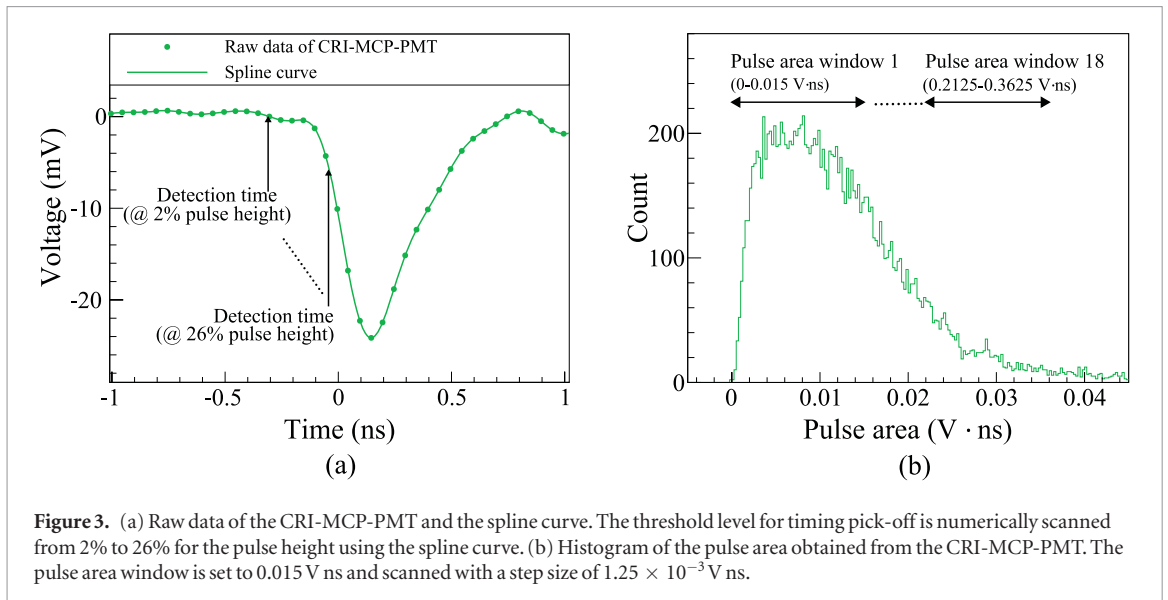 Raw data of CRI-MCP-PMT
Spline curve
0
-10
-20
Voltage (mV)
Detection time
(@ 2% pulse height)
Detection time
(@ 26% pulse height)
-1
-0.5
0
0.5
1
Time (ns)
(a)
Pulse area window 1
(0-0.015 V·ns)
Pulse area window 18
(0.2125-0.3625 V·ns)
200
100
0
Count
0
0.01
0.02
0.03
0.04
Pulse area (V · ns)
(b)
Figure 3. (a) Raw data of the CRI-MCP-PMT and the spline curve. The threshold level for timing pick-off is numerically scanned
from 2% to 26% for the pulse height using the spline curve. (b) Histogram of the pulse area obtained from the CRI-MCP-PMT. The
pulse area window is set to 0.015 V ns and scanned with a step size of 1.25 × 10⁻³ V ns.